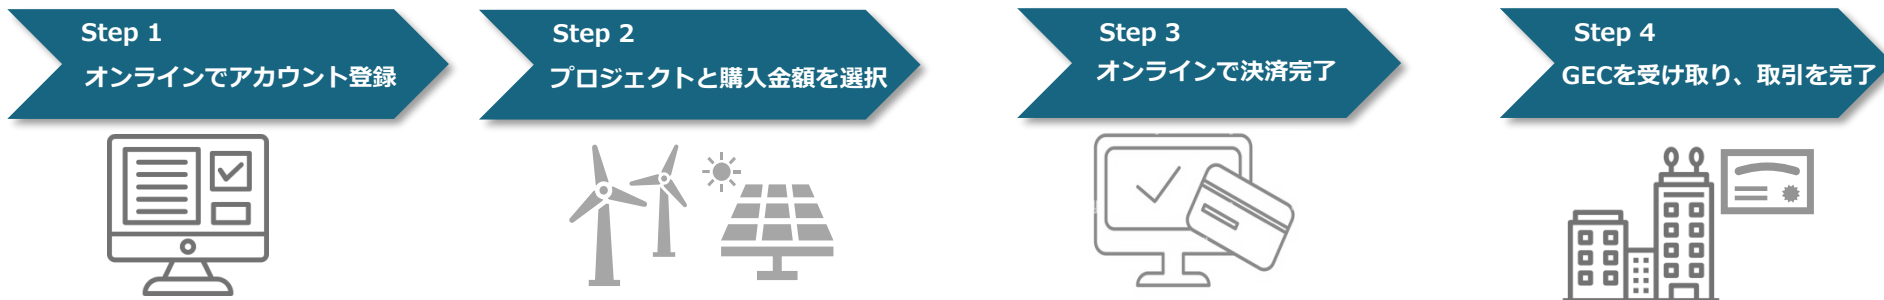 Step 1
オンラインでアカウント登録
Step 2
プロジェクトと購入金額を選択
Step 3
オンラインで決済完了
Step 4
GECを受け取り、取引を完了